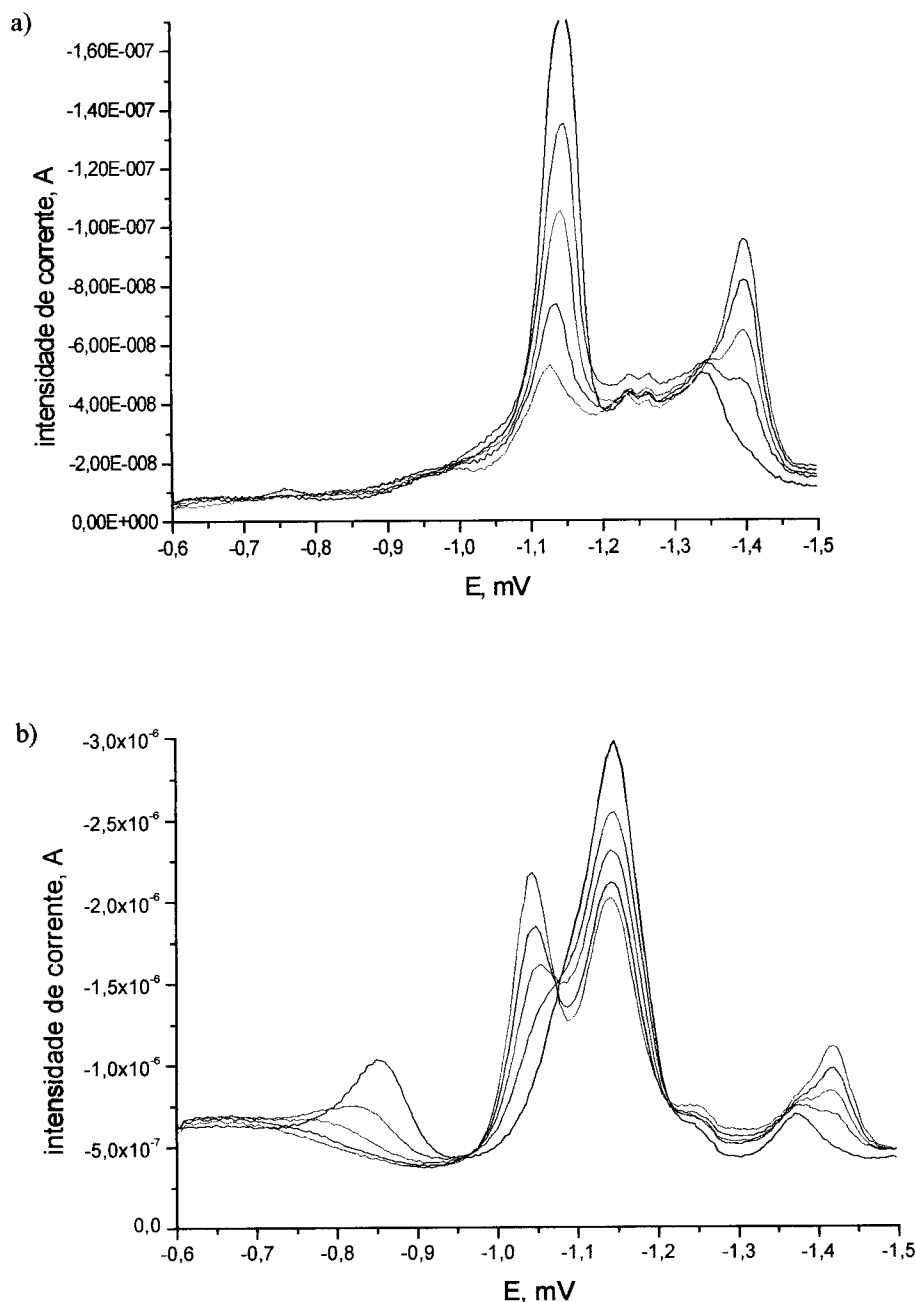 a)
-1,60E-007
-1,40E-007
-1,20E-007
-1,00E-007
-8,00E-008
-6,00E-008
-4,00E-008
-2,00E-008
0,00E+000
intensidade de corrente, A
-0,6 -0,7 -0,8 -0,9 -1,0 -1,1 -1,2 -1,3 -1,4 -1,5
E, mV
b)
-3,0x10⁻⁶
-2,5x10⁻⁶
-2,0x10⁻⁶
-1,5x10⁻⁶
-1,0x10⁻⁶
-5,0x10⁻⁷
0,0
intensidade de corrente, A
-0,6 -0,7 -0,8 -0,9 -1,0 -1,1 -1,2 -1,3 -1,4 -1,5
E, mV